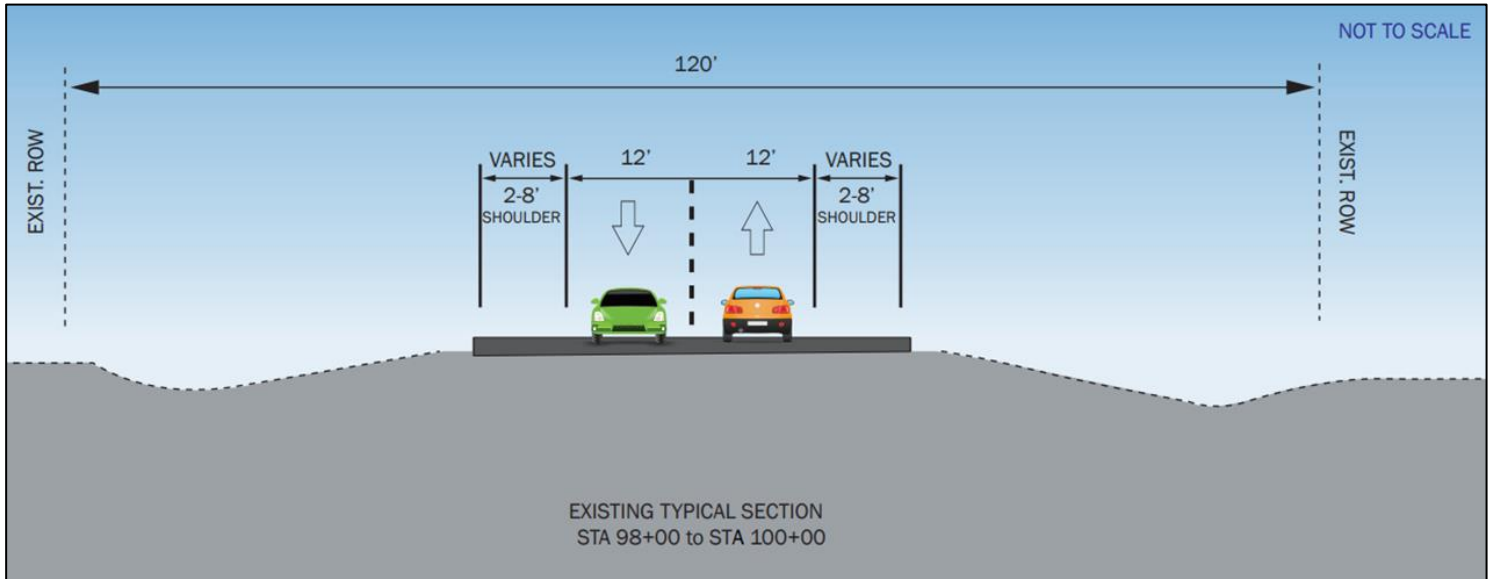 NOT TO SCALE
120'
EXIST. ROW
EXIST. ROW
VARIES
2-8'
SHOULDER
12'
12'
VARIES
2-8'
SHOULDER
EXISTING TYPICAL SECTION
STA 98+00 to STA 100+00